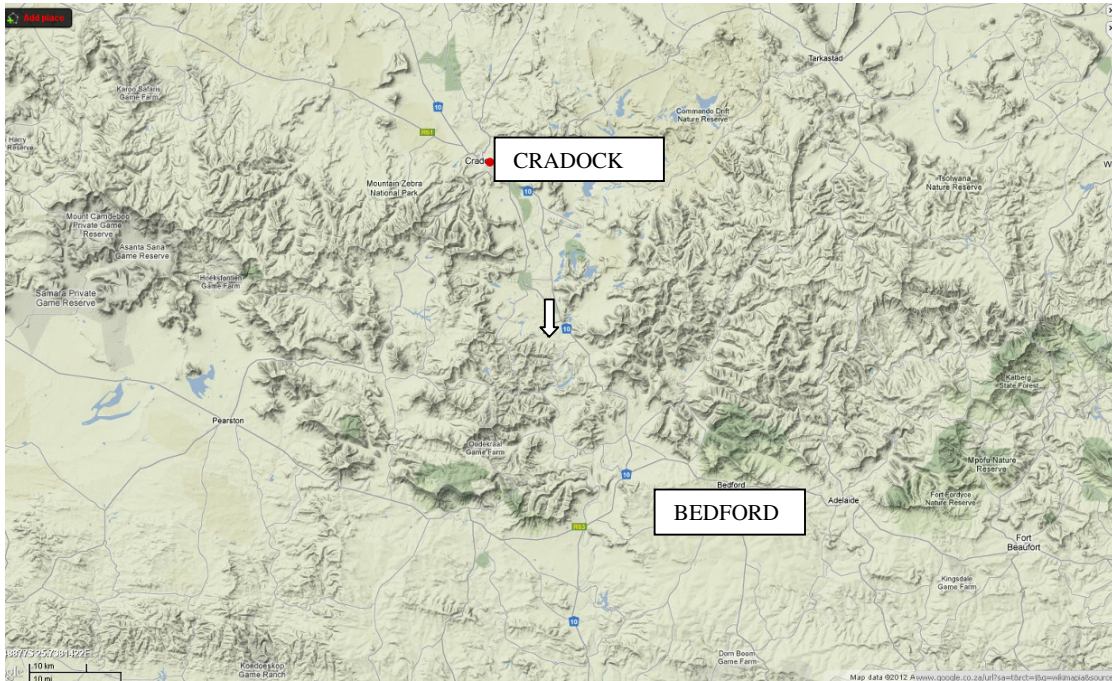 Add place
Tarkastad
Karoo Safaris
Game Farm
10
Commando Drift
Nature Reserve
R61
Harry
Reserve
CRADOCK
Mountain Zebra
National Park
10
Tsolwana
Nature Reserve
Mount Camdeboo
Private Game
Reserve
Asanta Sana
Game Reserve
Hoeksfontein
Game Farm
Samara Private
Game Reserve
10
Katberg
State Forest
Pearston
Oudekraal
Game Farm
Mpofu Nature
Reserve
10
Bedford
Adelaide
Fort Fordyce
Nature Reserve
BEDFORD
R63
Fort
Beaufort
Kingsdale
Game Farm
10
Dorn Boom
Game Farm
Koedoeskop
Game Ranch
10 km
10 mi
Map data ©2012